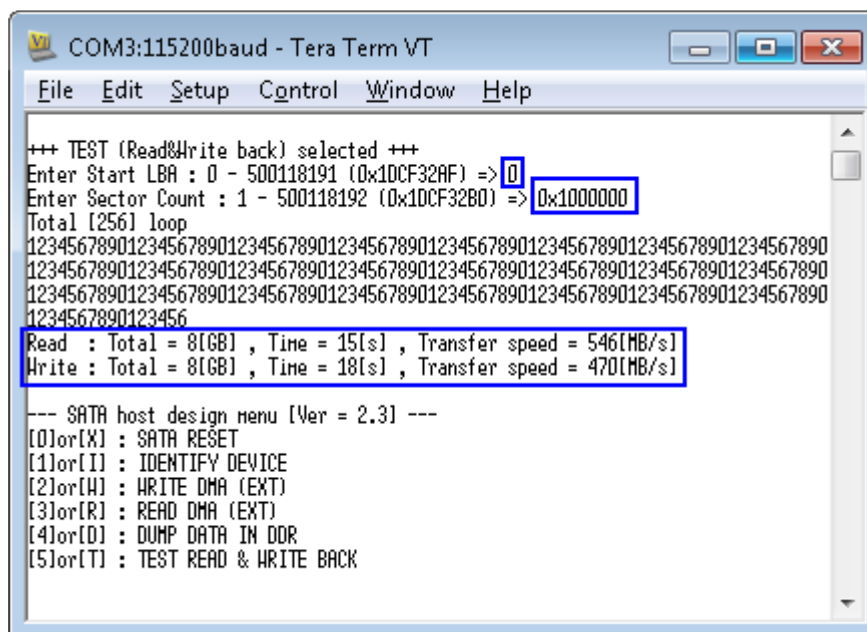 COM3:115200baud - Tera Term VT
File Edit Setup Control Window Help
+++ TEST (Read&Write back) selected +++
Enter Start LBA : 0 - 500118191 (0x1DCF32AF) => 0
Enter Sector Count : 1 - 500118192 (0x1DCF32B0) => 0x1000000
Total [256] loop
12345678901234567890123456789012345678901234567890123456789012345678901234567890
12345678901234567890123456789012345678901234567890123456789012345678901234567890
12345678901234567890123456789012345678901234567890123456789012345678901234567890
1234567890123456
Read : Total = 8[GB] , Time = 15[s] , Transfer speed = 546[MB/s]
Write : Total = 8[GB] , Time = 18[s] , Transfer speed = 470[MB/s]
--- SATA host design menu [Ver = 2.3] ---
[0]or[X] : SATA RESET
[1]or[I] : IDENTIFY DEVICE
[2]or[W] : WRITE DMA (EXT)
[3]or[R] : READ DMA (EXT)
[4]or[D] : DUMP DATA IN DDR
[5]or[T] : TEST READ & WRITE BACK